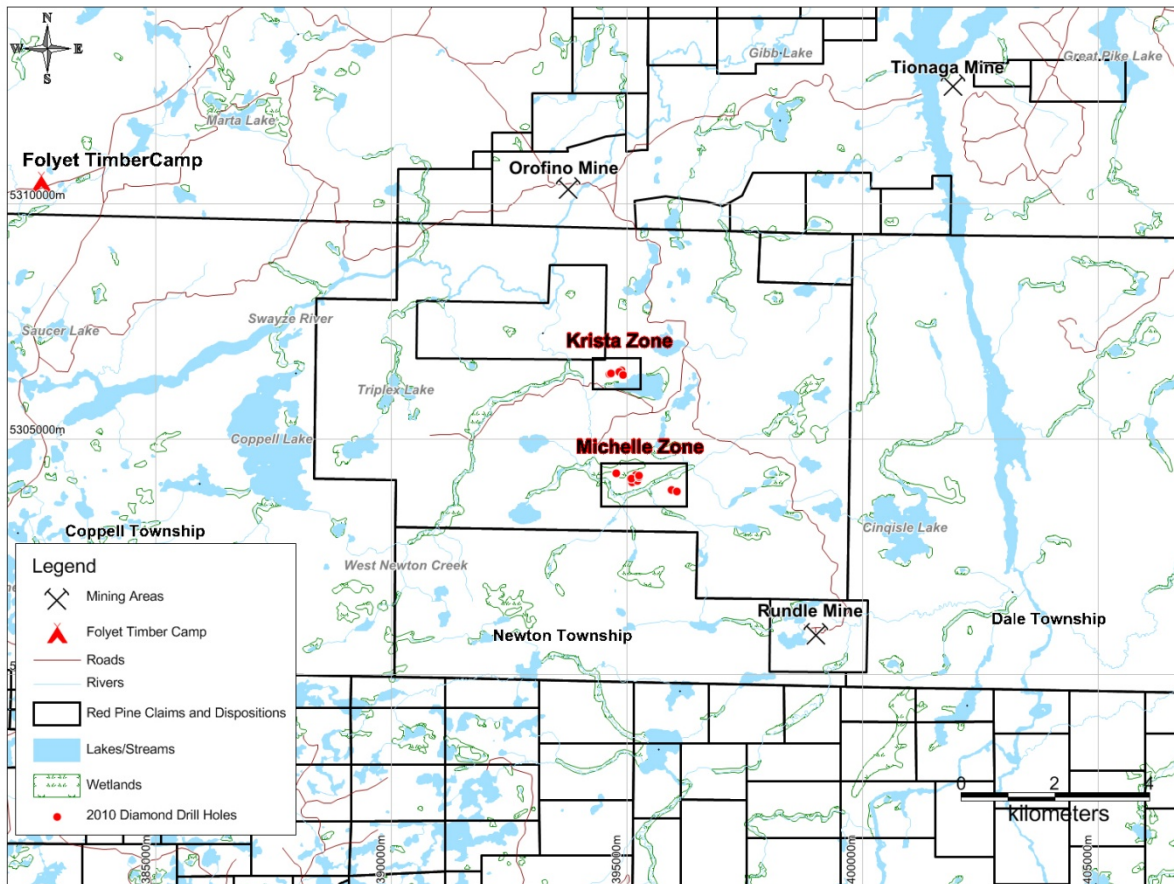 N
W E
S
Gibb Lake
Great Pike Lake
Tionaga Mine
Marta Lake
Folyet TimberCamp
Orofino Mine
5310000m
Swayze River
Saucer Lake
Krista Zone
Triplex Lake
5305000m
Coppell Lake
Michelle Zone
Cinqisle Lake
Coppell Township
West Newton Creek
Rundle Mine
Dale Township
Newton Township
Legend
Mining Areas
Folyet Timber Camp
Roads
Rivers
Red Pine Claims and Dispositions
Lakes/Streams
Wetlands
2010 Diamond Drill Holes
0 2 4
kilometers
385000m
390000m
395000m
400000m
405000m